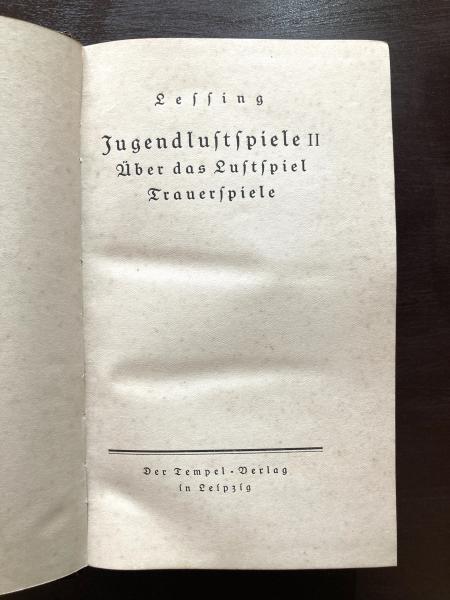 Leſſing
Jugendluſtſpiele II
Über das Luſtſpiel
Trauerſpiele
Der Tempel-Verlag
in Leipzig